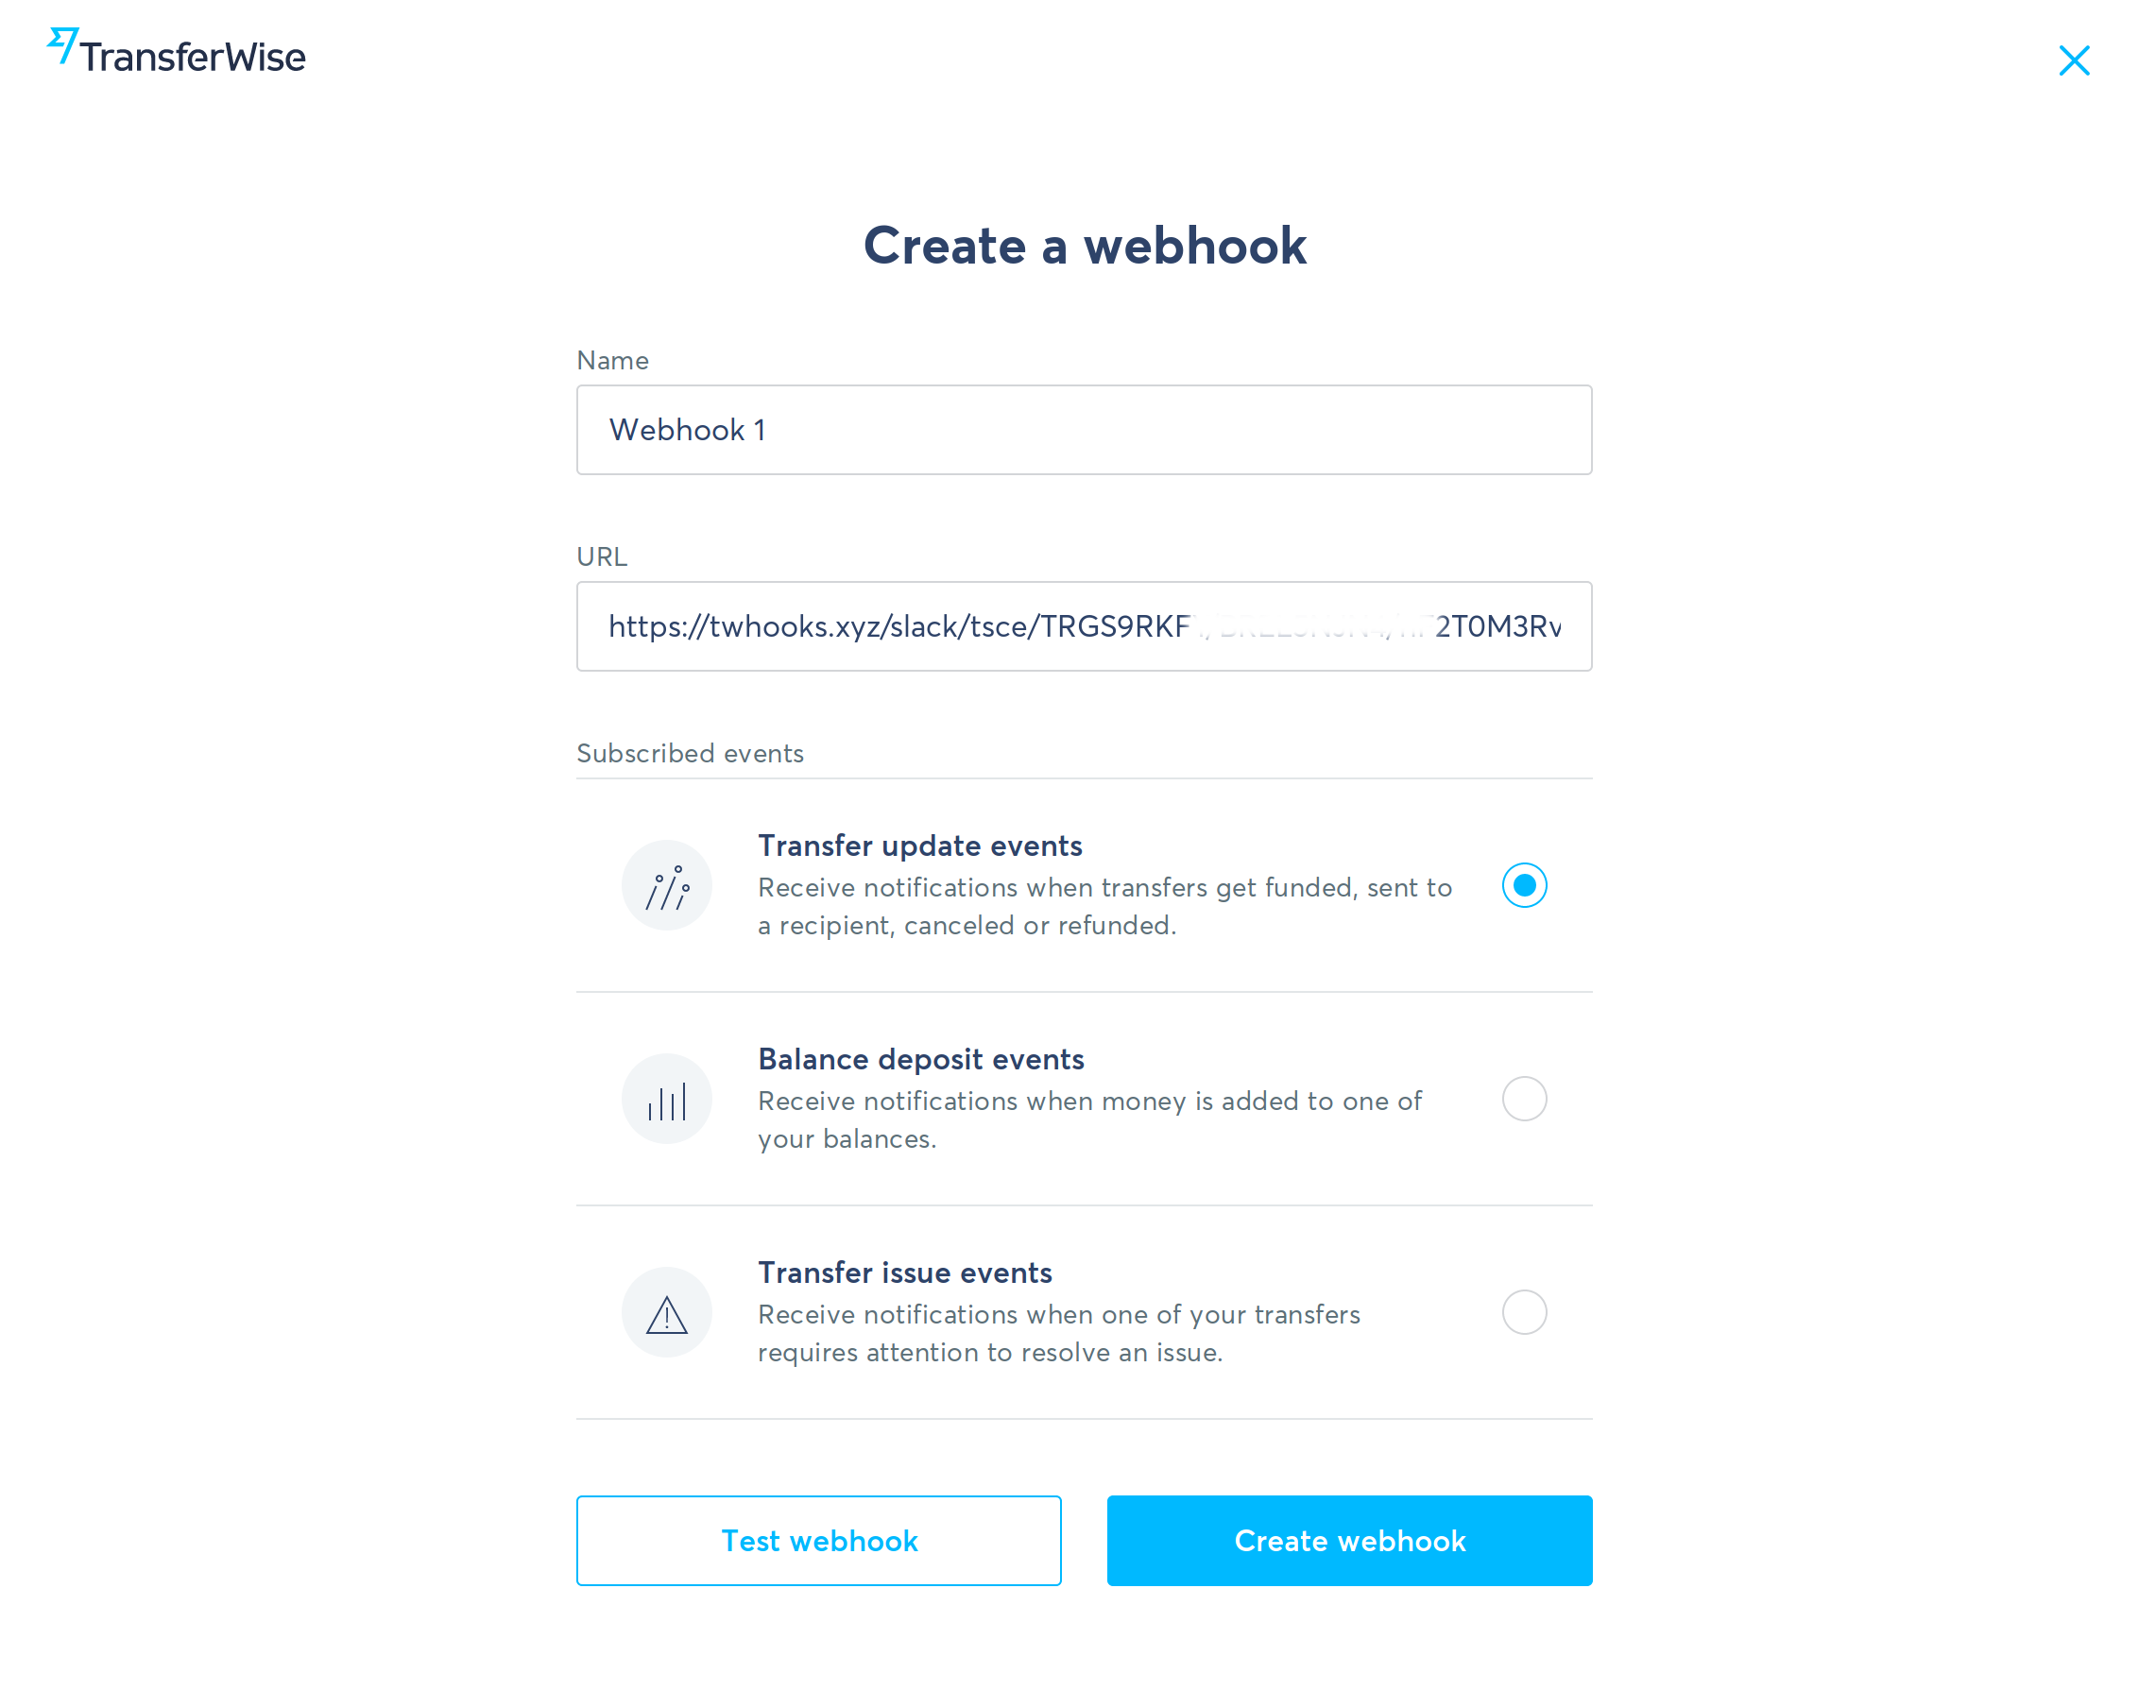 TransferWise
Create a webhook
Name
Webhook 1
URL
https://twhooks.xyz/slack/tsce/TRGS9RKF
Subscribed events
Transfer update events
Receive notifications when transfers get funded, sent to
a recipient, canceled or refunded.
Balance deposit events
Receive notifications when money is added to one of
your balances.
Transfer issue events
Receive notifications when one of your transfers
requires attention to resolve an issue.
Test webhook
Create webhook